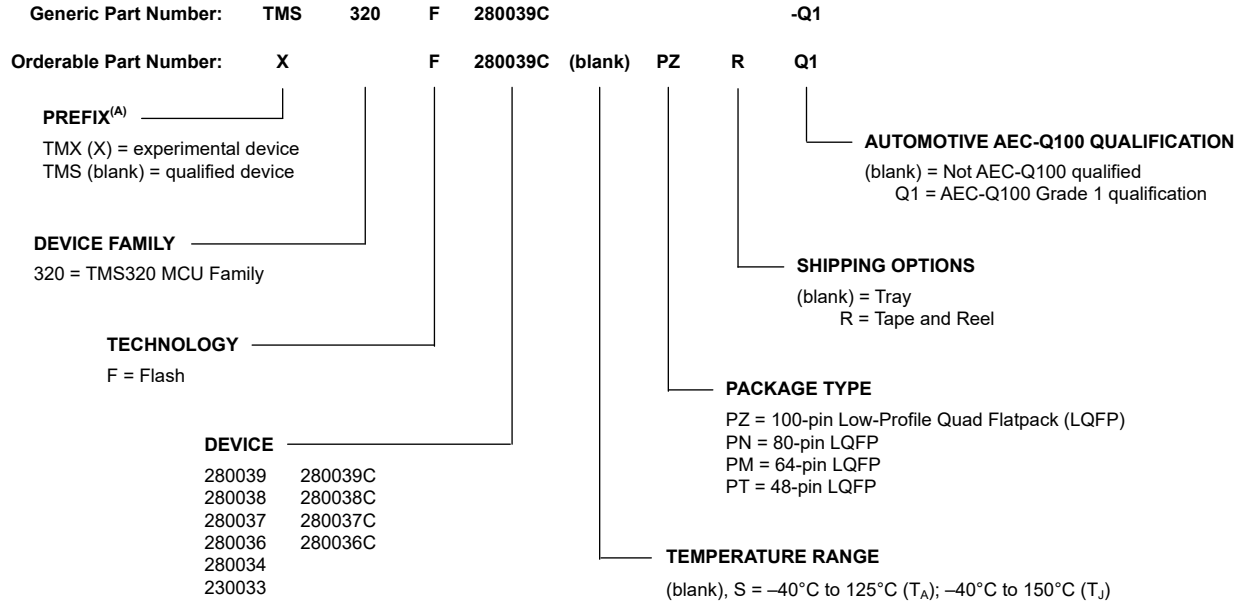 Generic Part Number: TMS 320 F 280039C -Q1
Orderable Part Number: X F 280039C (blank) PZ R Q1
PREFIX(A)
TMX (X) = experimental device
TMS (blank) = qualified device
AUTOMOTIVE AEC-Q100 QUALIFICATION
(blank) = Not AEC-Q100 qualified
Q1 = AEC-Q100 Grade 1 qualification
DEVICE FAMILY
320 = TMS320 MCU Family
SHIPPING OPTIONS
(blank) = Tray
R = Tape and Reel
TECHNOLOGY
F = Flash
PACKAGE TYPE
PZ = 100-pin Low-Profile Quad Flatpack (LQFP)
PN = 80-pin LQFP
PM = 64-pin LQFP
PT = 48-pin LQFP
DEVICE
280039 280039C
280038 280038C
280037 280037C
280036 280036C
280034
230033
TEMPERATURE RANGE
(blank), S = –40°C to 125°C (TA); –40°C to 150°C (TJ)